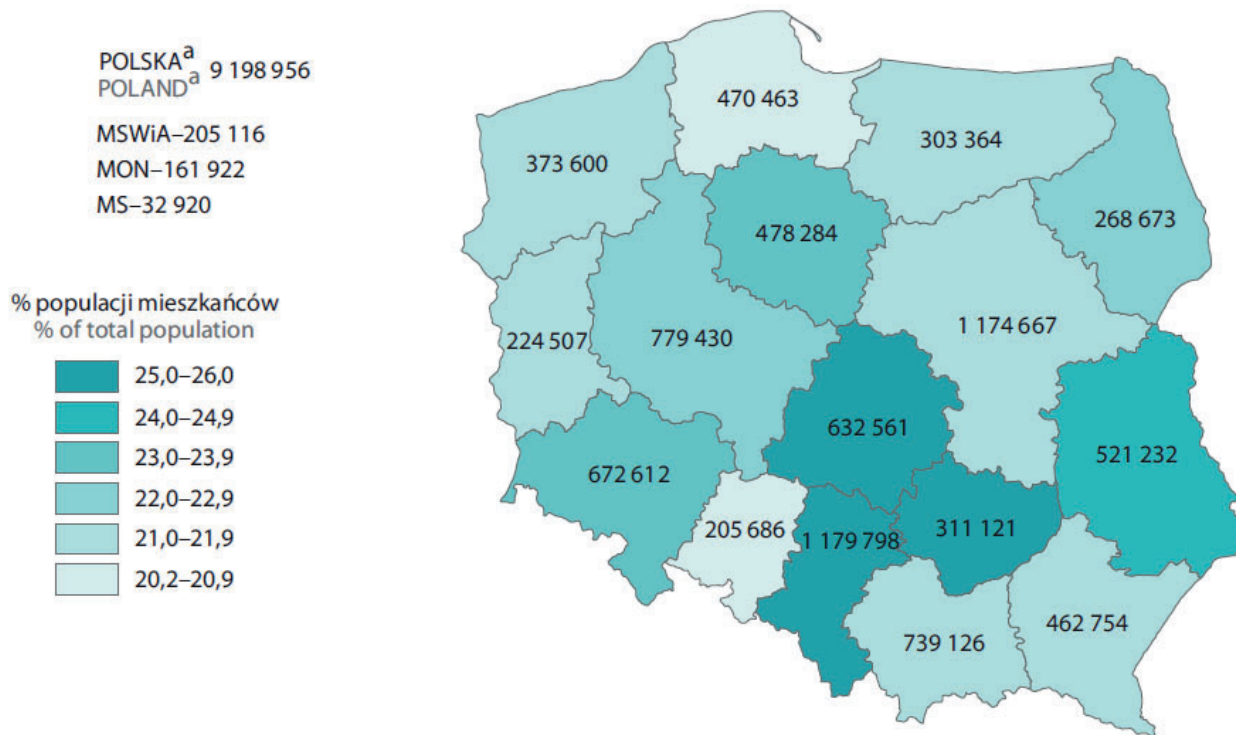 POLSKAᵃ
POLANDᵃ
9 198 956
MSWiA–205 116
MON–161 922
MS–32 920
% populacji mieszkańców
% of total population
25,0–26,0
24,0–24,9
23,0–23,9
22,0–22,9
21,0–21,9
20,2–20,9
470 463
303 364
373 600
268 673
478 284
1 174 667
224 507
779 430
632 561
521 232
672 612
205 686
1 179 798
311 121
462 754
739 126